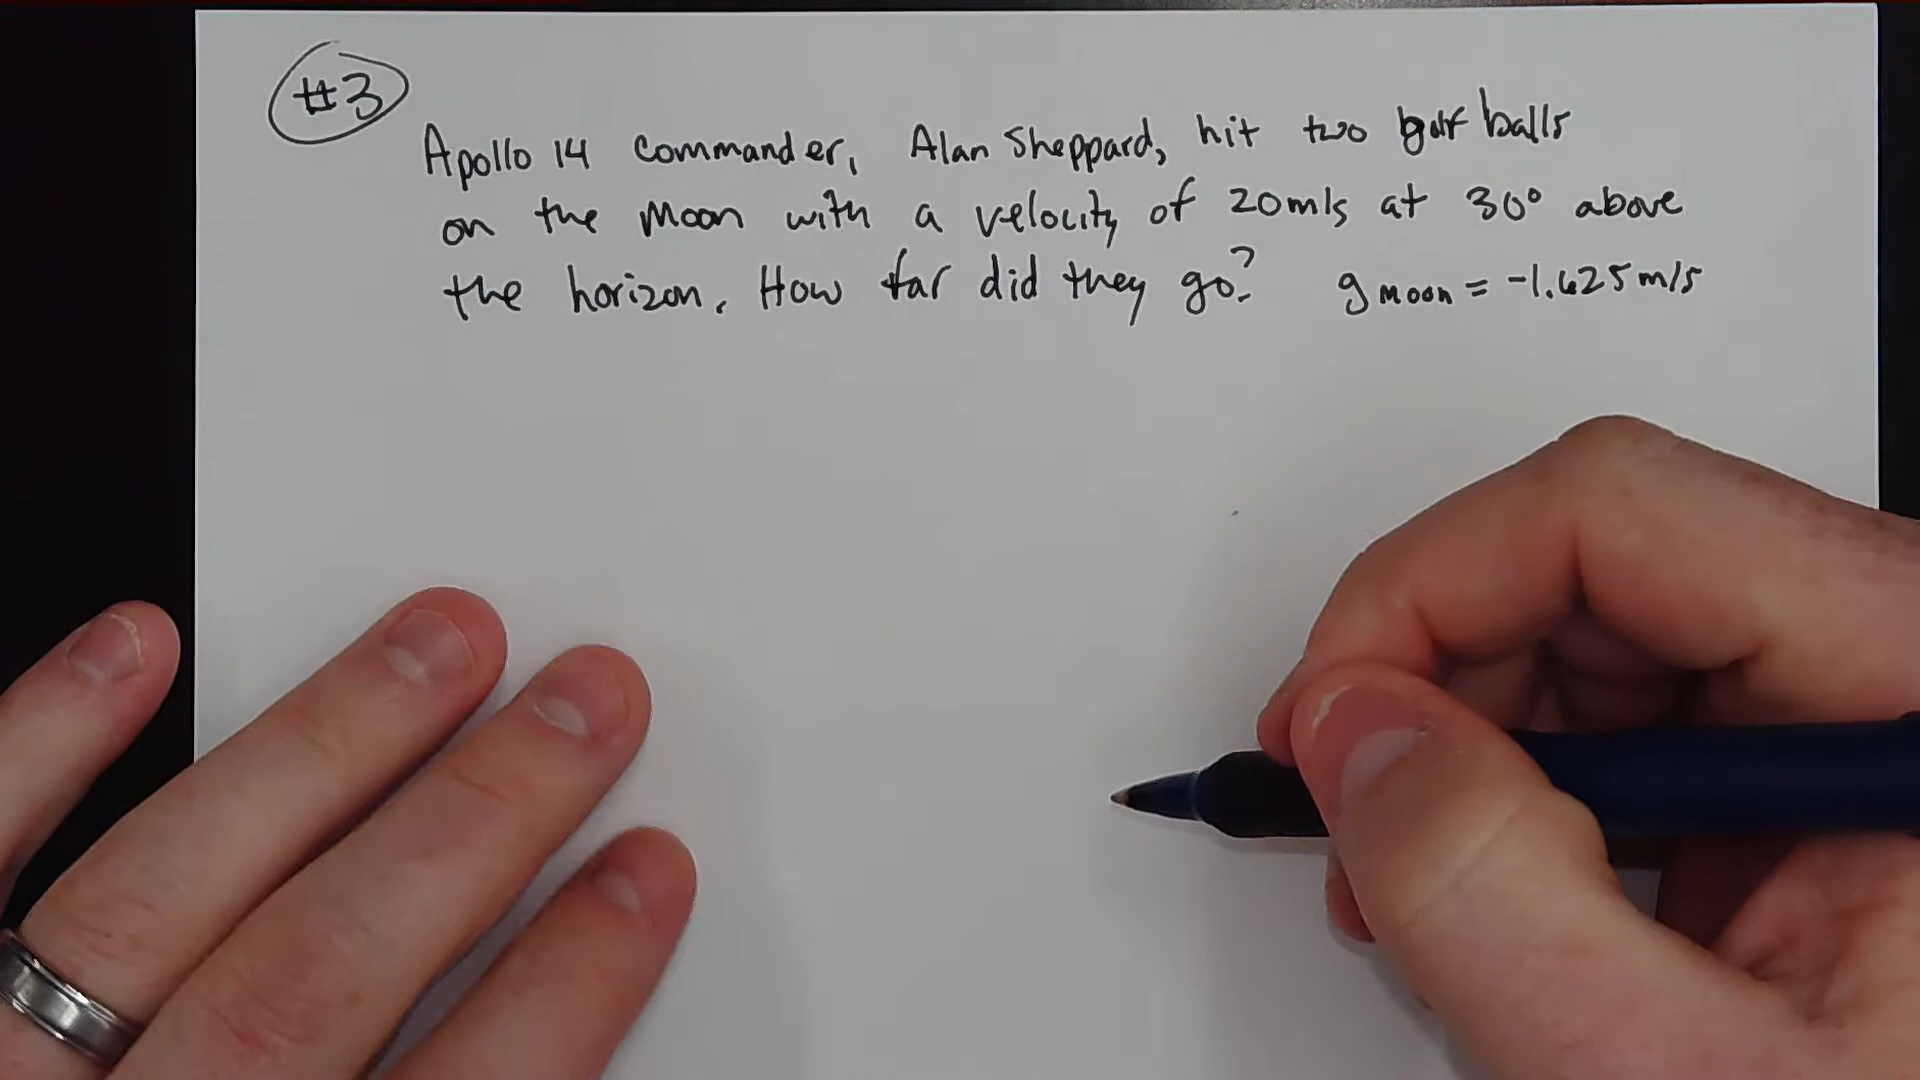 #3
Apollo 14 commander, Alan Sheppard, hit two golf balls
on the Moon with a velocity of 20m/s at 30° above
the horizon. How far did they go? g moon = -1.625 m/s